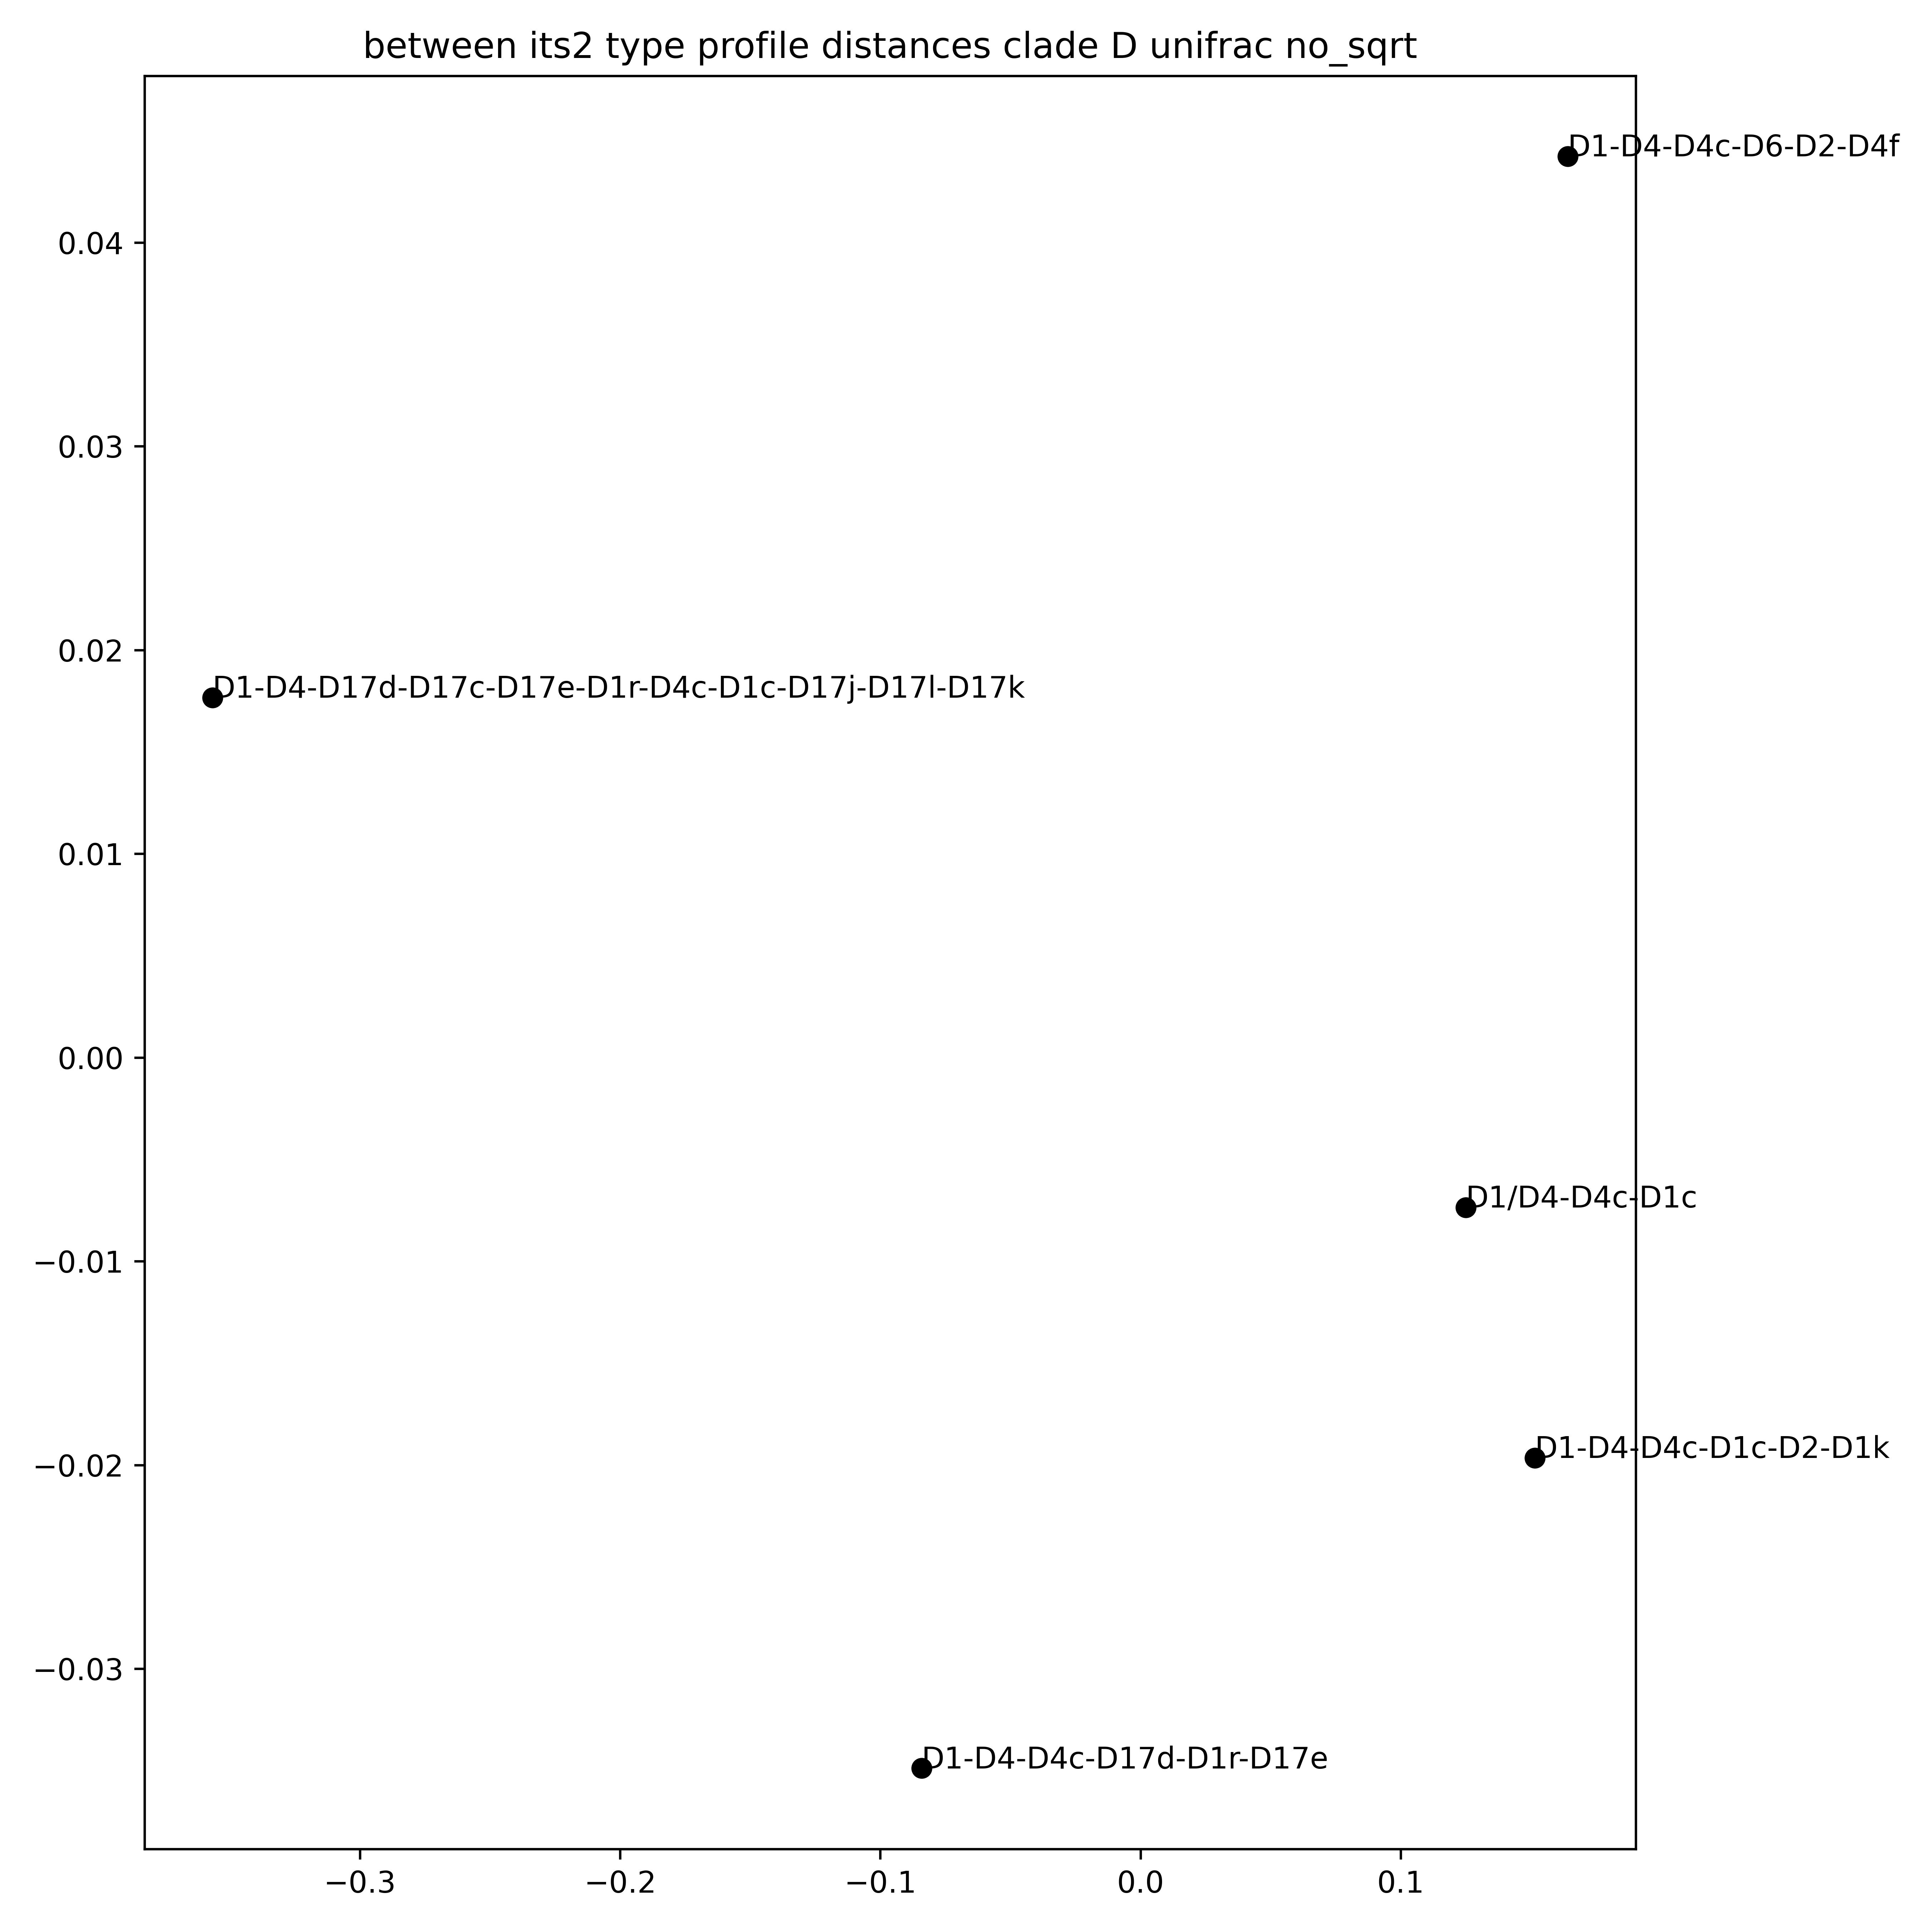 between its2 type profile distances clade D unifrac no_sqrt
D1-D4-D4c-D6-D2-D4f
0.04
0.03
0.02
D1-D4-D17d-D17c-D17e-D1r-D4c-D1c-D17j-D17l-D17k
0.01
0.00
D1/D4-D4c-D1c
−0.01
D1-D4-D4c-D1c-D2-D1k
−0.02
−0.03
D1-D4-D4c-D17d-D1r-D17e
−0.3 −0.2 −0.1 0.0 0.1